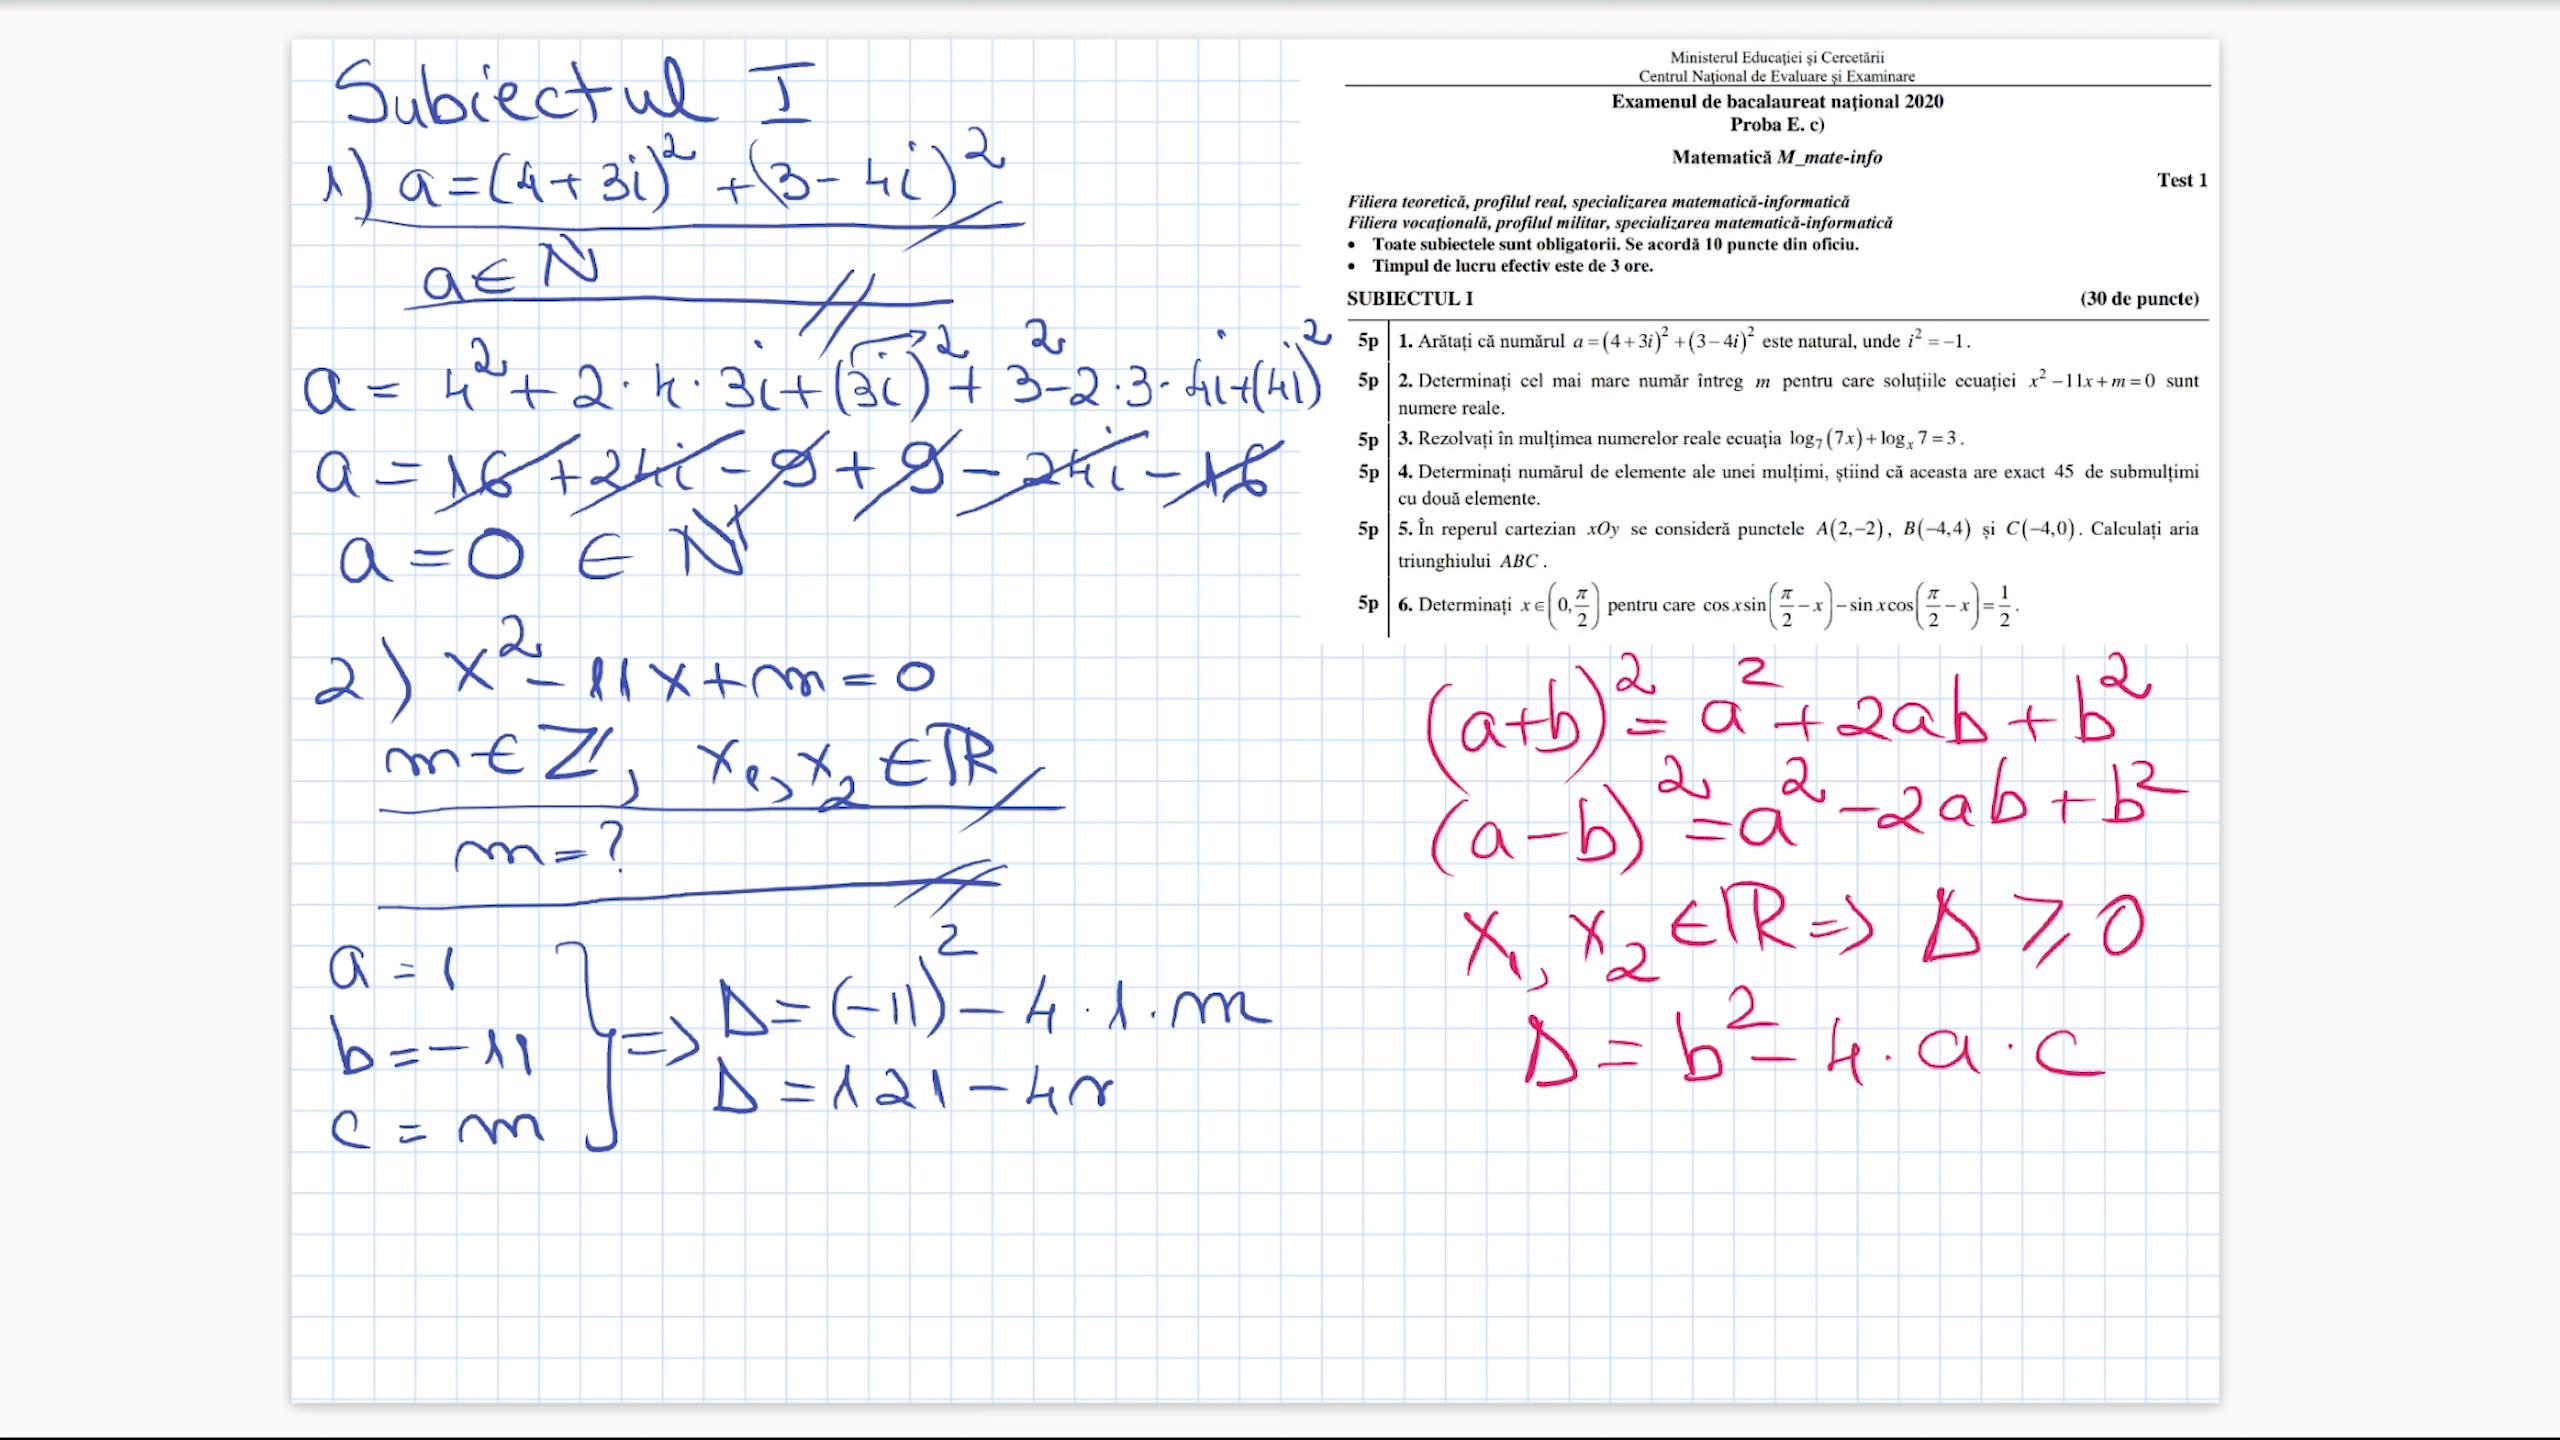 Subiectul I
1) a=(4+3i)² +(3-4i)²
a∈ℕ
a= 4²+2·4·3i+(3i)²+3²-2·3·4i+(4i)²
a=16+24i-9+9-24i-16
a=0 ∈ ℕ
2) x²-11x+m=0
m∈ℤ, x₁,x₂∈ℝ
m=?
a=1
b=-11
c=m
=> Δ=(-11)²-4·1·m
Δ=121-4
Ministerul Educației și Cercetării
Centrul Național de Evaluare și Examinare
Examenul de bacalaureat național 2020
Proba E. c)
Matematică M_mate-info
Test 1
Filiera teoretică, profilul real, specializarea matematică-informatică
Filiera vocațională, profilul militar, specializarea matematică-informatică
• Toate subiectele sunt obligatorii. Se acordă 10 puncte din oficiu.
• Timpul de lucru efectiv este de 3 ore.
SUBIECTUL I (30 de puncte)
5p 1. Arătați că numărul a=(4+3i)²+(3−4i)² este natural, unde i²=−1.
5p 2. Determinați cel mai mare număr întreg m pentru care soluțiile ecuației x²−11x+m=0 sunt
numere reale.
5p 3. Rezolvați în mulțimea numerelor reale ecuația log₇(7x)+logₓ7=3.
5p 4. Determinați numărul de elemente ale unei mulțimi, știind că aceasta are exact 45 de submulțimi
cu două elemente.
5p 5. În reperul cartezian xOy se consideră punctele A(2,−2), B(−4,4) și C(−4,0). Calculați aria
triunghiului ABC.
5p 6. Determinați x∈(0,π/2) pentru care cos x sin(π/2−x)−sin x cos(π/2−x)=1/2.
(a+b)²=a²+2ab+b²
(a-b)²=a²-2ab+b²
x₁,x₂∈ℝ=>Δ⩾0
Δ=b²-4·a·c